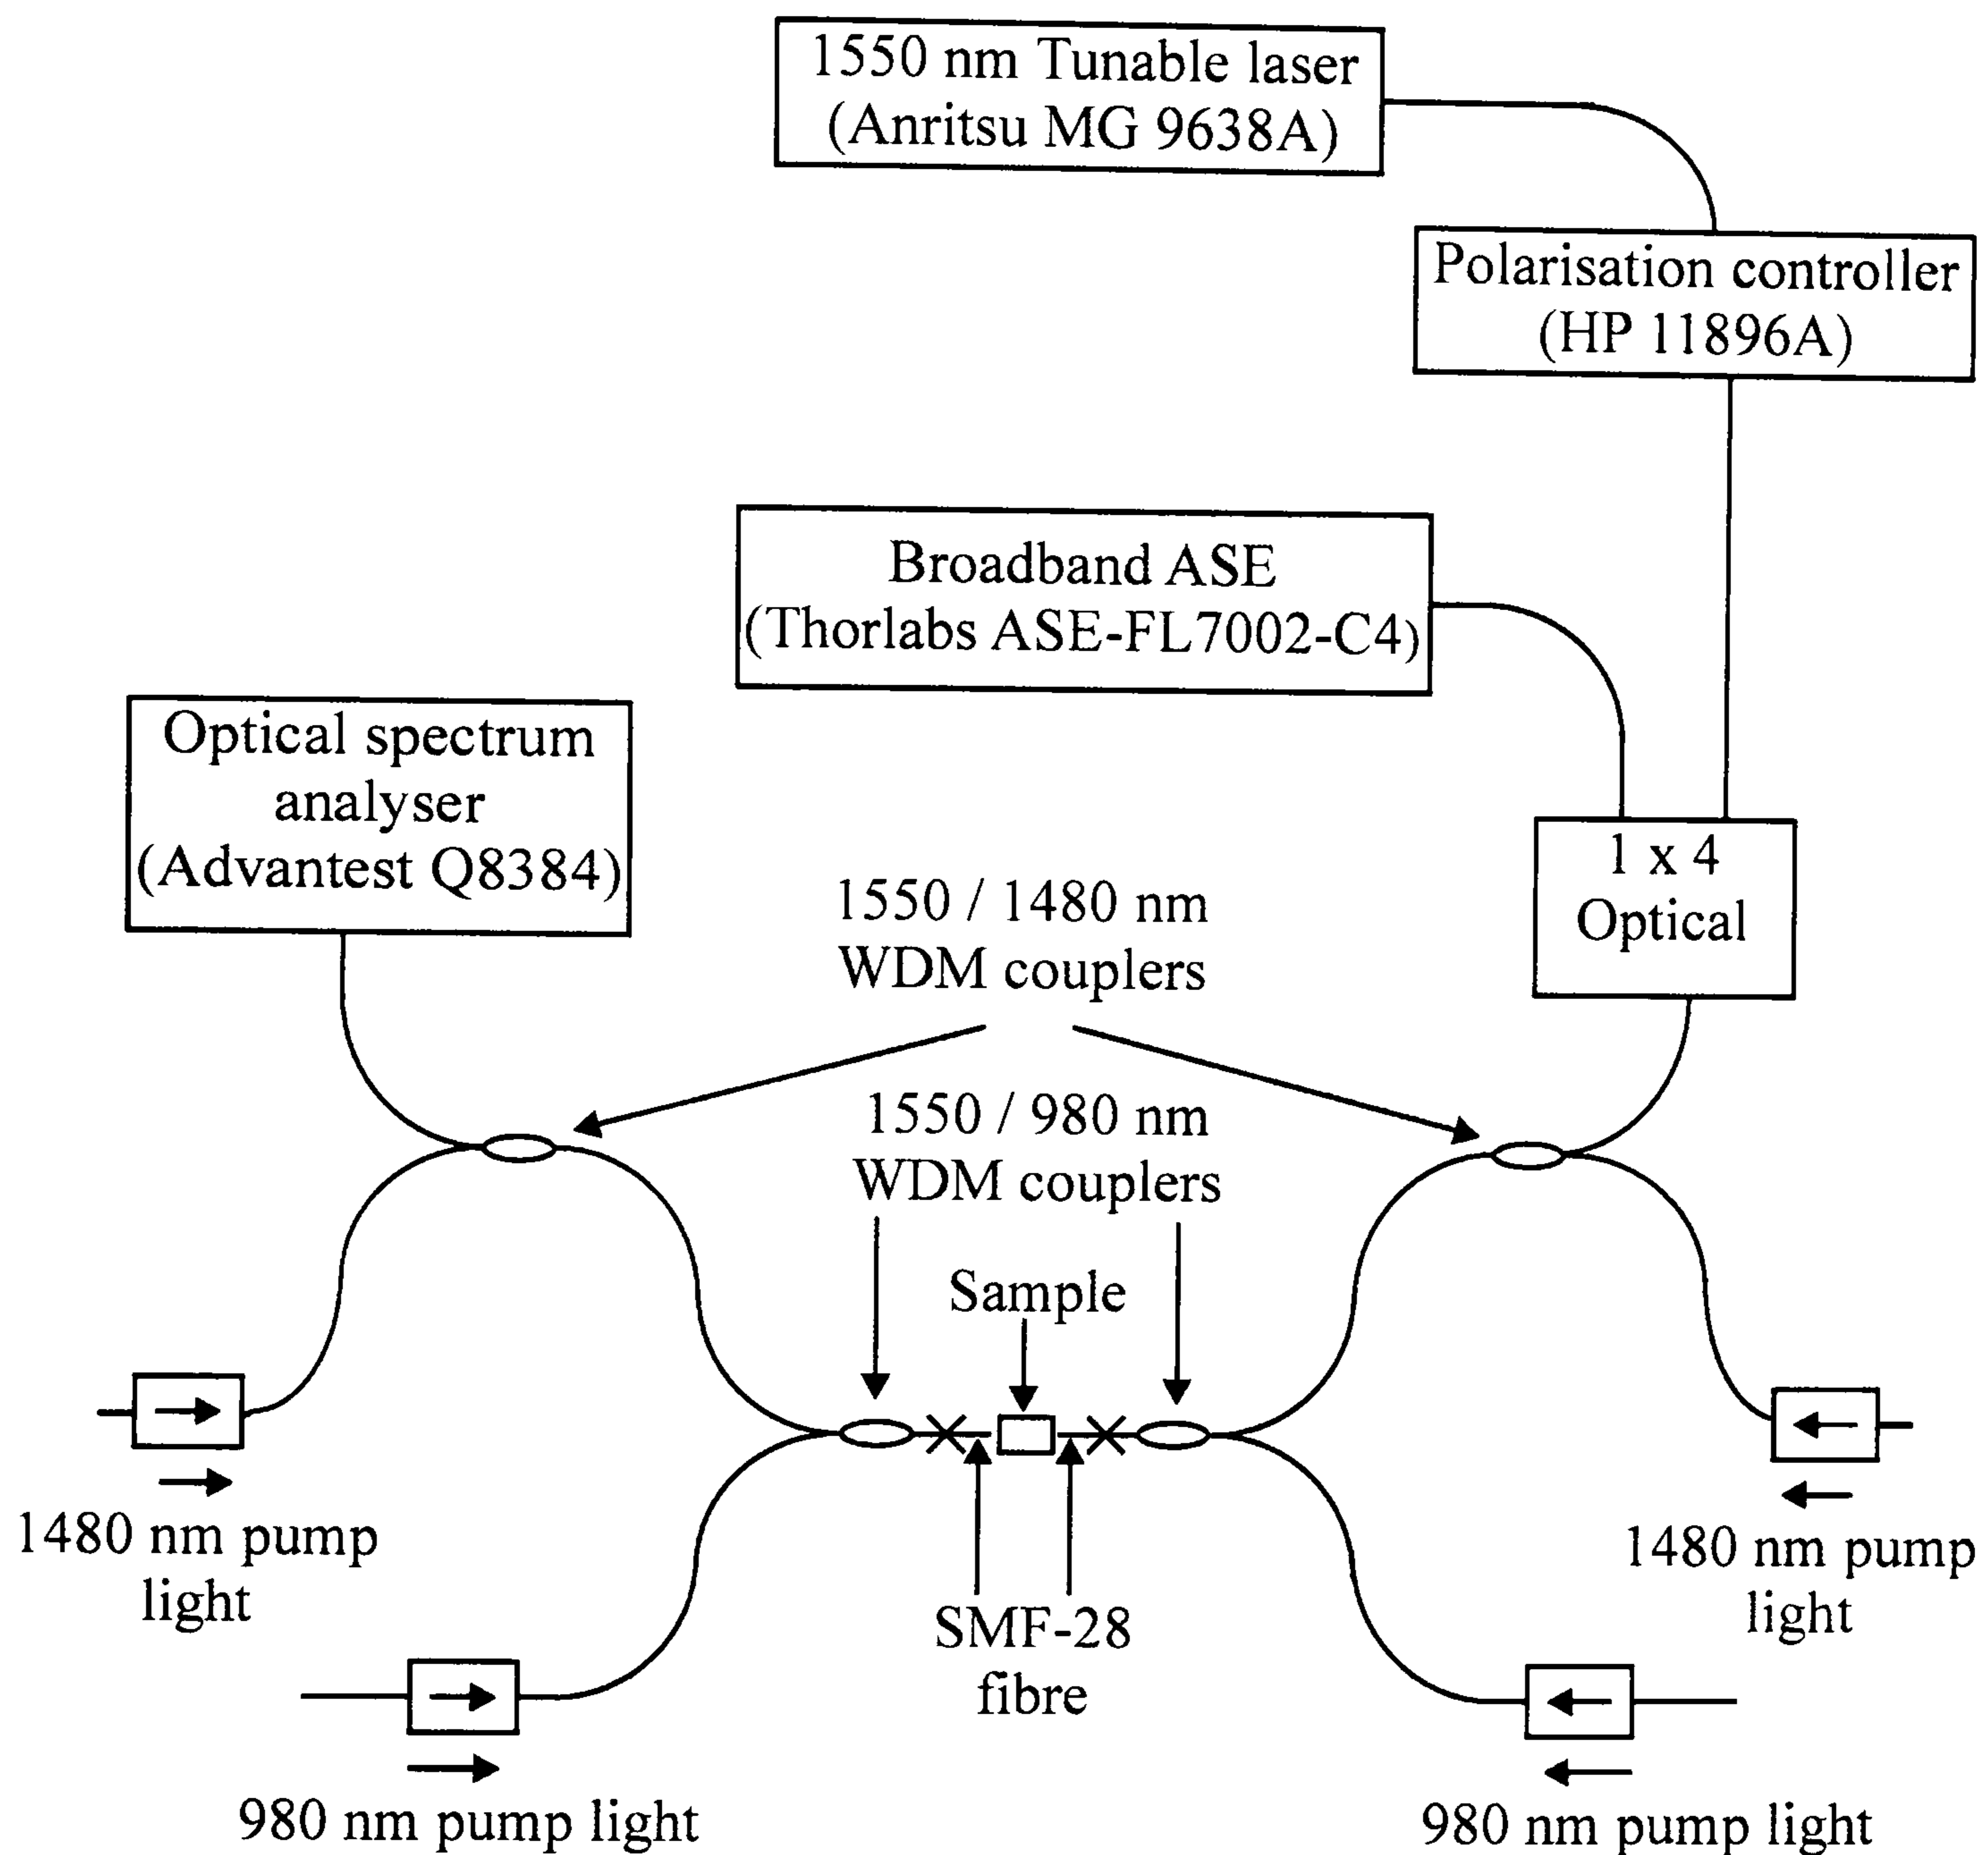 1550 nm Tunable laser
(Anritsu MG 9638A)
Polarisation controller
(HP 11896A)
Broadband ASE
(Thorlabs ASE-FL7002-C4)
Optical spectrum
analyser
(Advantest Q8384)
1 x 4
Optical
1550 / 1480 nm
WDM couplers
1550 / 980 nm
WDM couplers
Sample
1480 nm pump
light
1480 nm pump
light
SMF-28
fibre
980 nm pump light
980 nm pump light